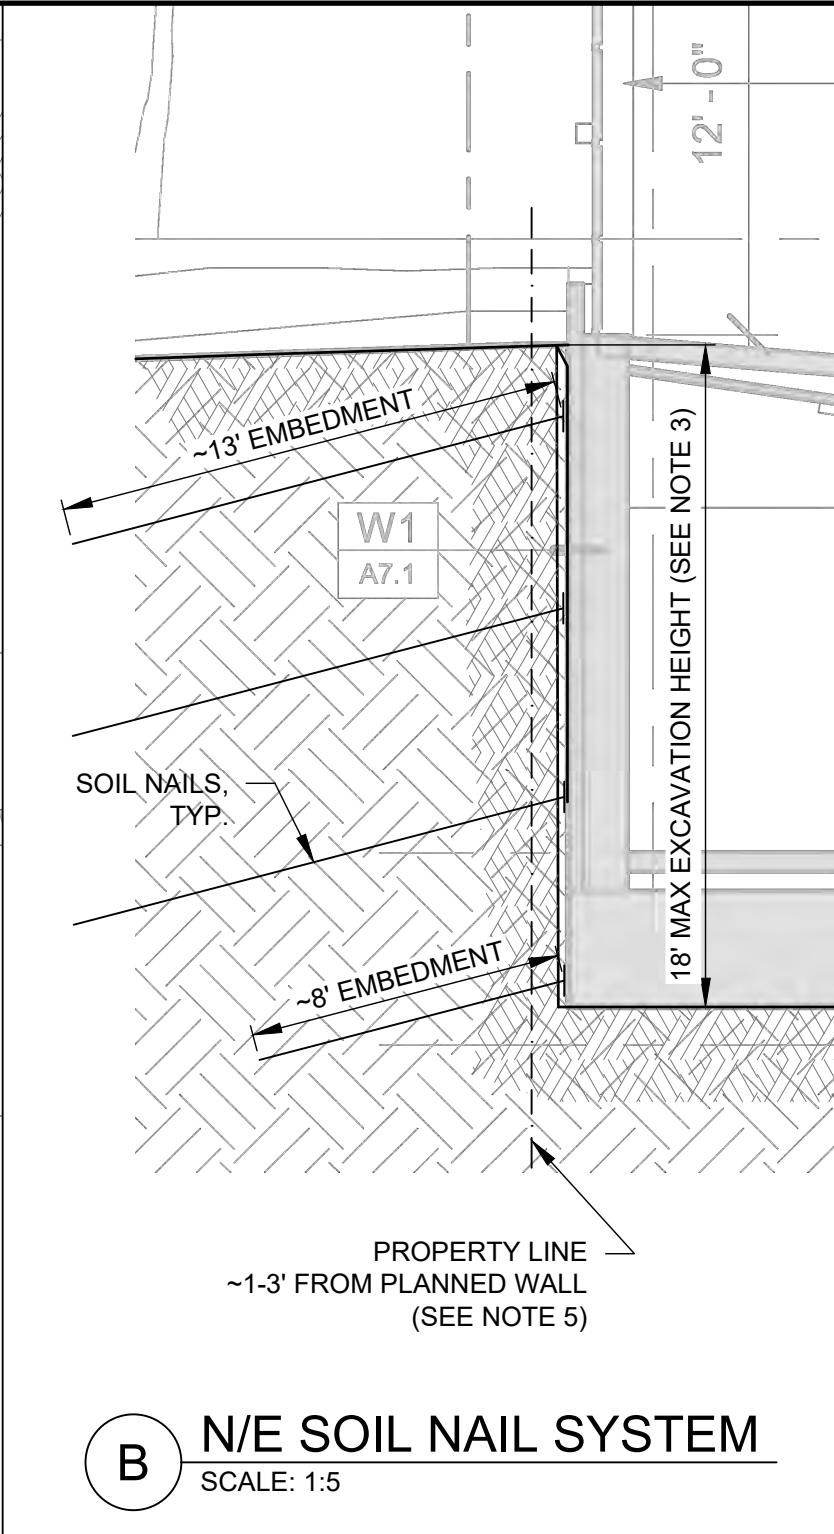 12' - 0"
~13' EMBEDMENT
W1
A7.1
18' MAX EXCAVATION HEIGHT (SEE NOTE 3)
SOIL NAILS,
TYP.
~8' EMBEDMENT
PROPERTY LINE
~1-3' FROM PLANNED WALL
(SEE NOTE 5)
B
N/E SOIL NAIL SYSTEM
SCALE: 1:5